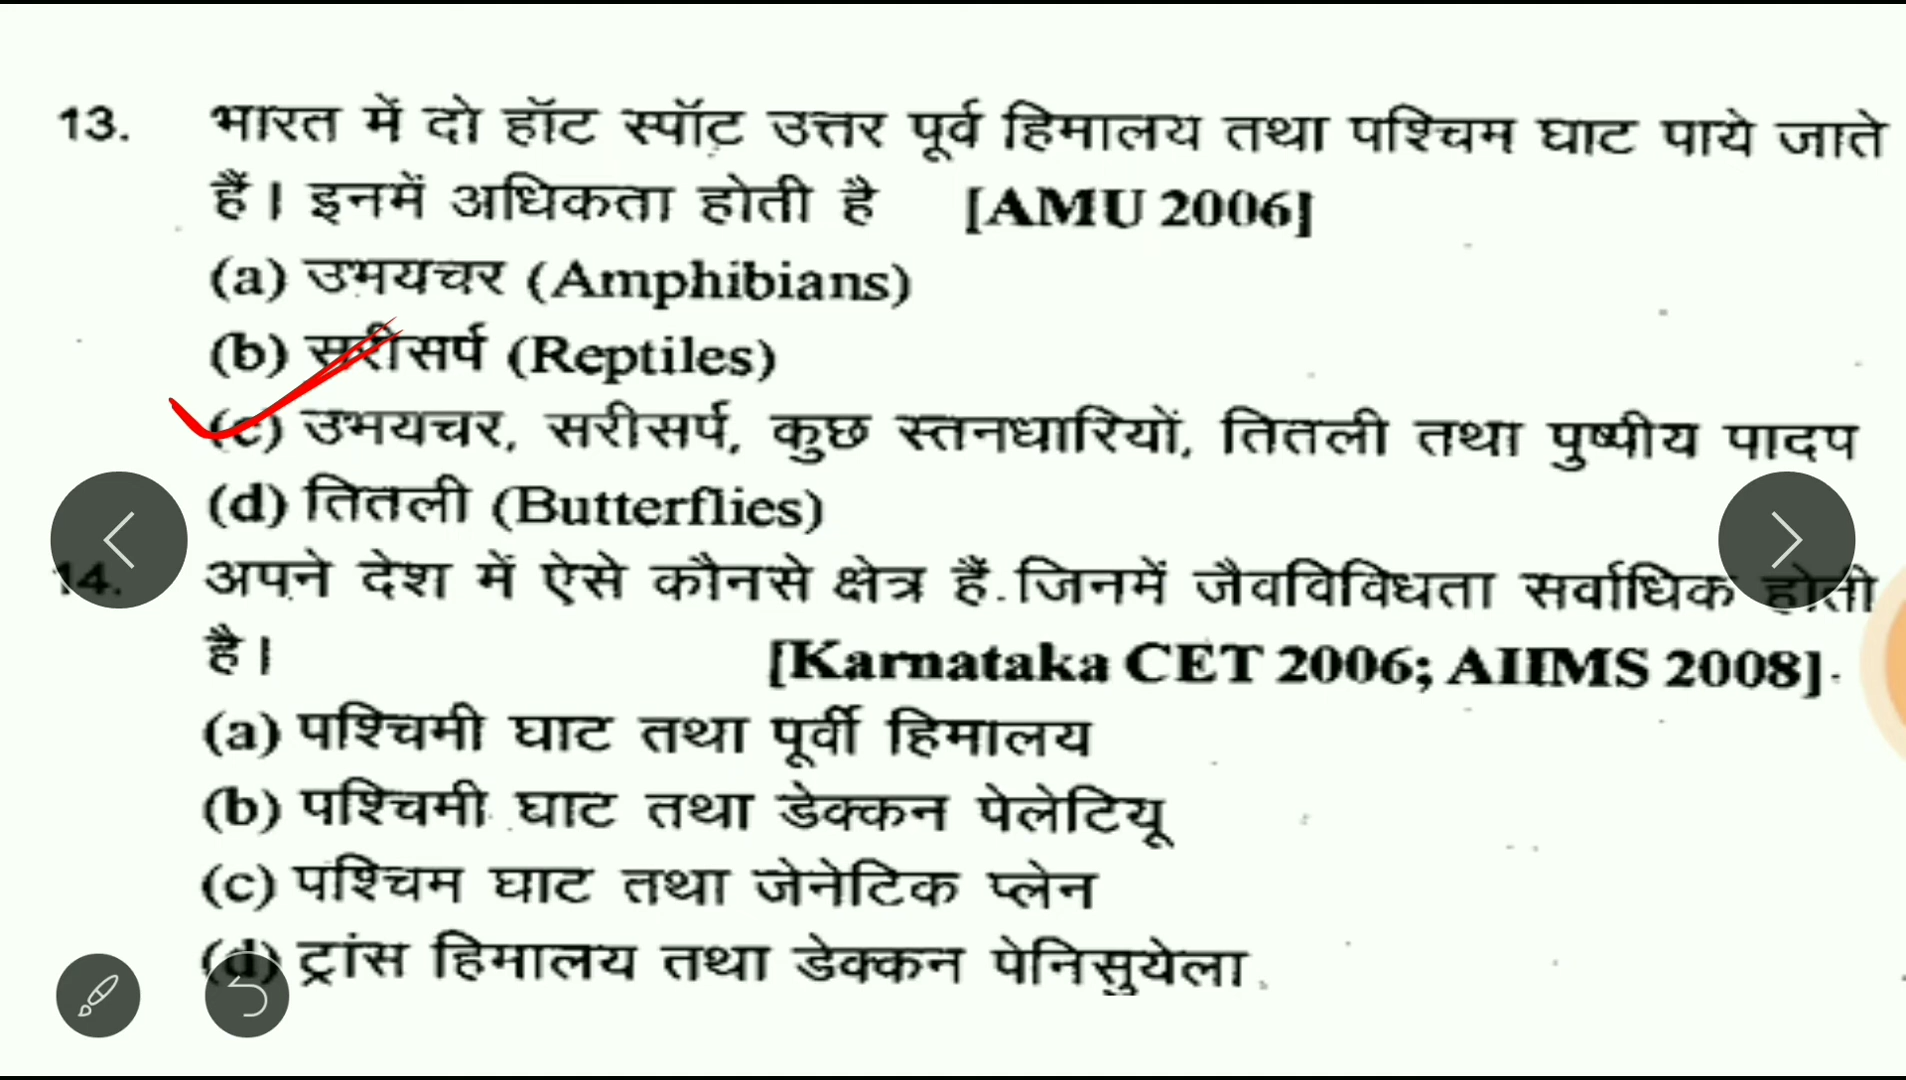 13. भारत में दो हॉट स्पॉट उत्तर पूर्व हिमालय तथा पश्चिम घाट पाये जाते
हैं। इनमें अधिकता होती है [AMU 2006]
(a) उभयचर (Amphibians)
(b) सरीसर्प (Reptiles)
(c) उभयचर, सरीसर्प, कुछ स्तनधारियों, तितली तथा पुष्पीय पादप
(d) तितली (Butterflies)
14. अपने देश में ऐसे कौनसे क्षेत्र हैं जिनमें जैवविविधता सर्वाधिक होती
है। [Karnataka CET 2006; AIIMS 2008]
(a) पश्चिमी घाट तथा पूर्वी हिमालय
(b) पश्चिमी घाट तथा डेक्कन पेलेटियू
(c) पश्चिम घाट तथा जेनेटिक प्लेन
(d) ट्रांस हिमालय तथा डेक्कन पेनिसुयेला